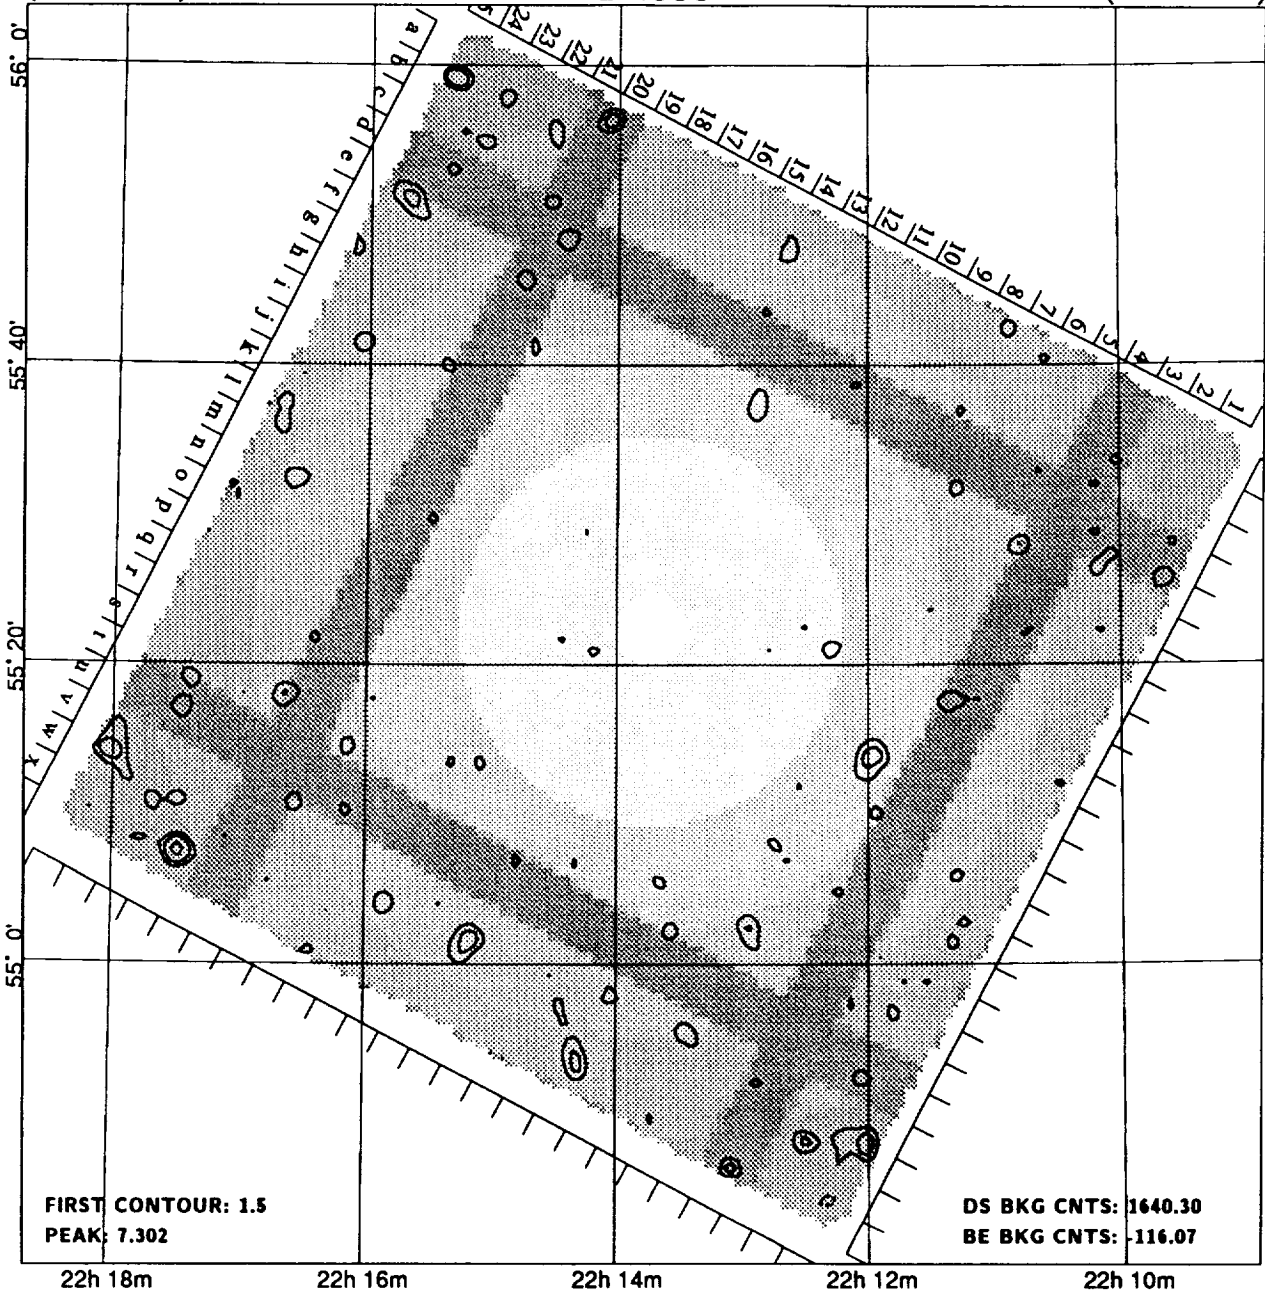 25 24 23 22 21 20 19 18 17 16 15 14 13 12 11 10 9 8 7 6 5 4 3 2 1
a b c d e f g h i j k l m n o p q r s t u v w x
56° 0'
55° 40'
55° 20'
55° 0'
FIRST CONTOUR: 1.5
PEAK: 7.302
DS BKG CNTS: 1640.30
BE BKG CNTS: -116.07
22h 18m 22h 16m 22h 14m 22h 12m 22h 10m